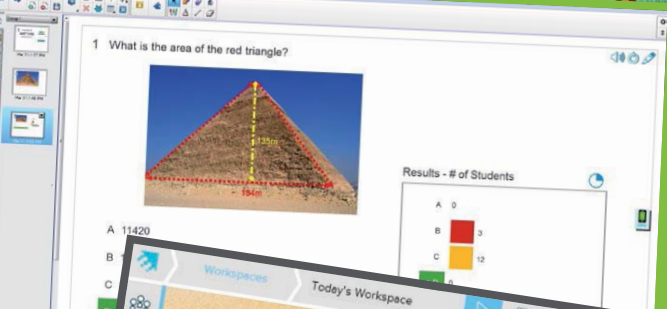 1 What is the area of the red triangle?
135m
184m
Results - # of Students
A 0
B 3
C 12
A 11420
B
C
Workspaces
Today's Workspace